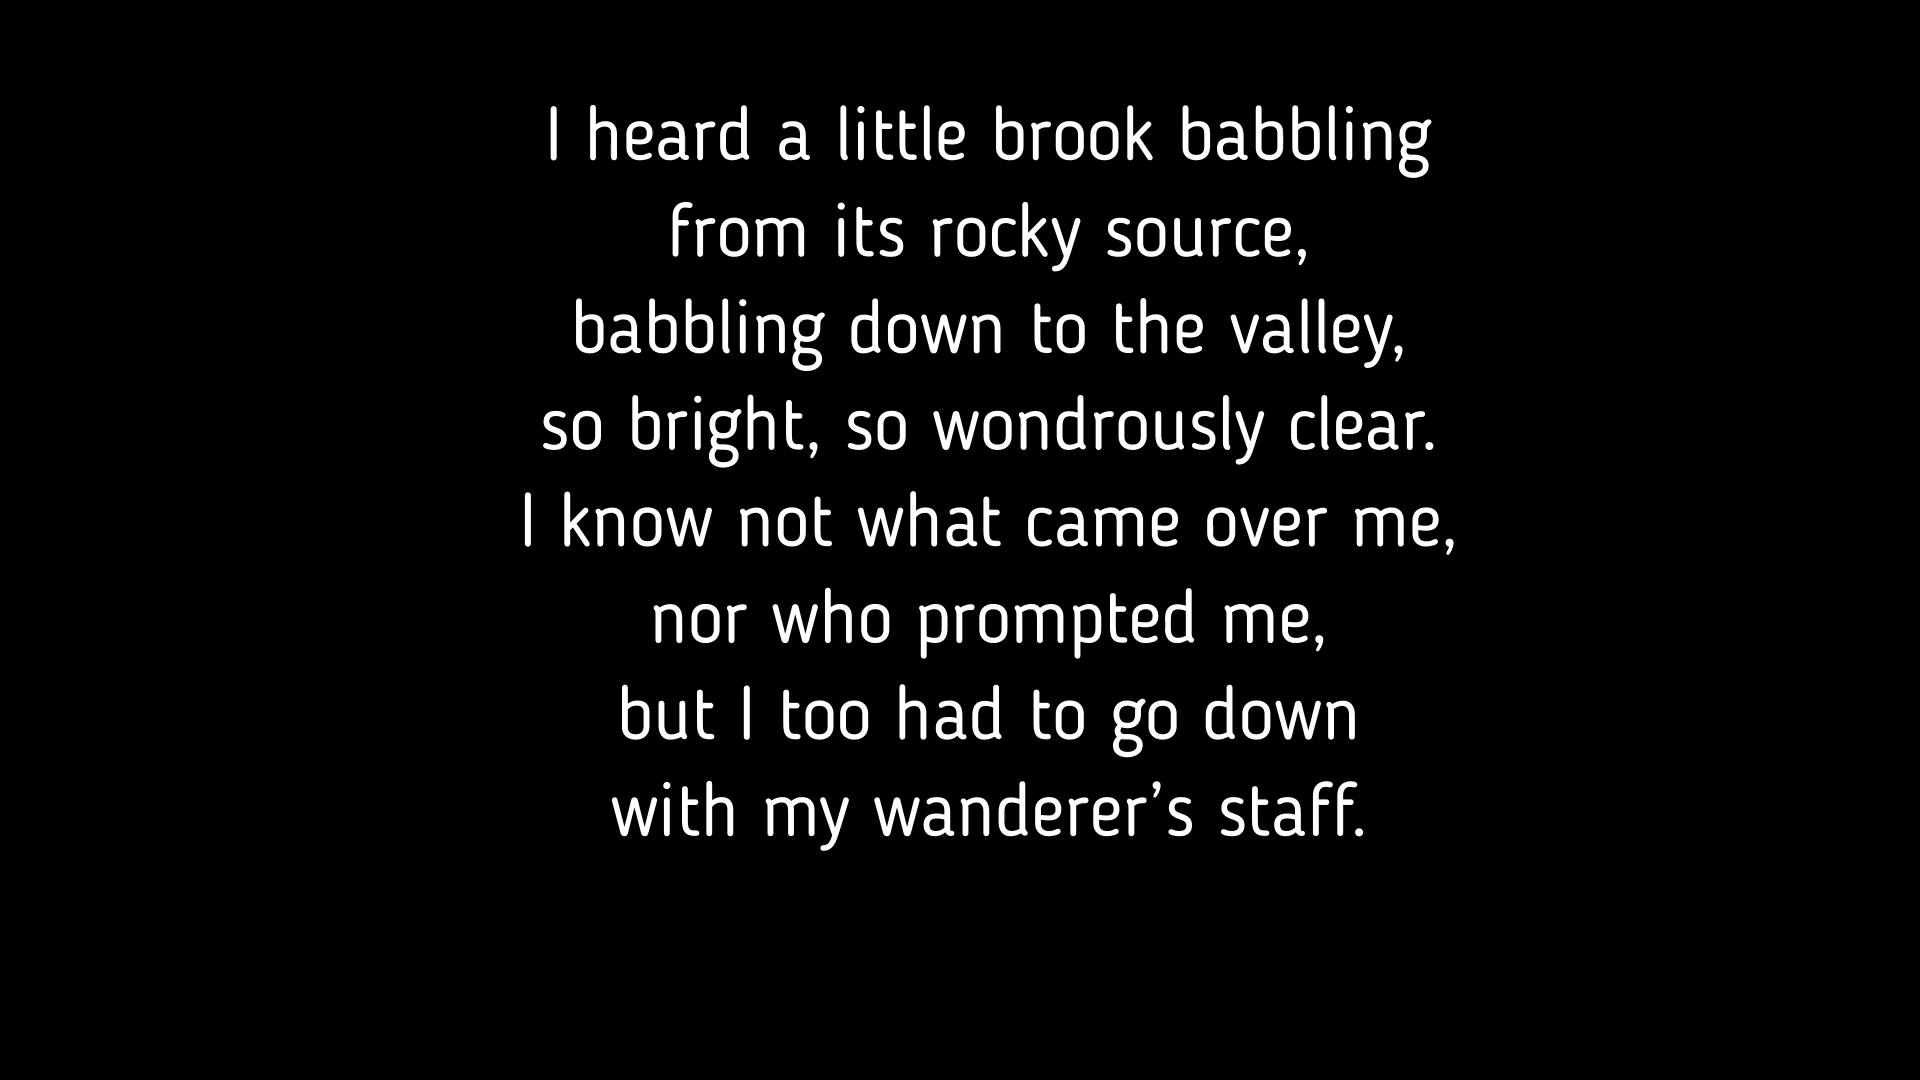 I heard a little brook babbling
from its rocky source,
babbling down to the valley,
so bright, so wondrously clear.
I know not what came over me,
nor who prompted me,
but I too had to go down
with my wanderer’s staff.